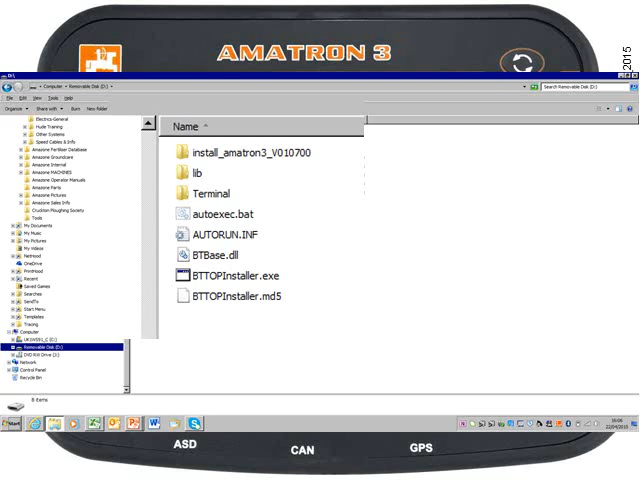 AMATRON 3
2015
D:\
Computer ▸ Removable Disk (D:) ▸
Search Removable Disk (D:)
File Edit View Tools Help
Organize Share with Burn New folder
Electrics-General
Hude Training
Other Systems
Speed Cables & Info
Amazone Fertiliser Database
Amazone Groundcare
Amazone Internal
Amazone MACHINES
Amazone Operator Manuals
Amazone Parts
Amazone Pictures
Amazone Sales Info
Cruckton Ploughing Society
Tools
My Documents
My Music
My Pictures
My Videos
NetHood
OneDrive
PrintHood
Recent
Saved Games
Searches
SendTo
Start Menu
Templates
Tracing
Computer
Removable Disk (D:)
DVD RW Drive (J:)
Network
Control Panel
Recycle Bin
Name
install_amatron3_V010700
lib
Terminal
autoexec.bat
AUTORUN.INF
BTBase.dll
BTTOPInstaller.exe
BTTOPInstaller.md5
8 items
Start
22/04/2015
ASD
CAN
GPS